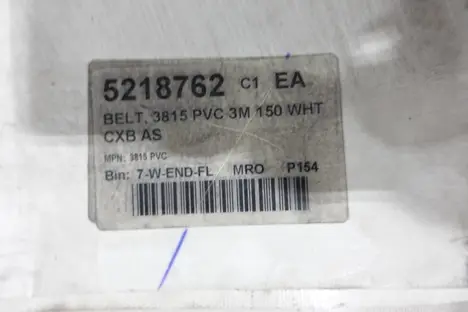 5218762 C1 EA
BELT, 3815 PVC 3M 150 WHT
CXB AS
MPN: 3815 PVC
Bin: 7-W-END-FL MRO P154